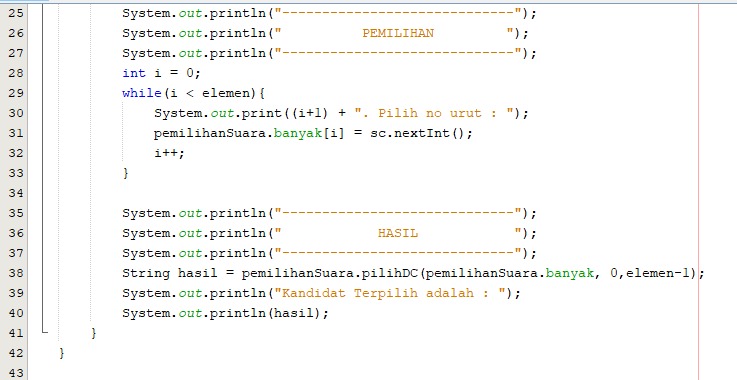 25 System.out.println("-----------------------------");
26 System.out.println("          PEMILIHAN         ");
27 System.out.println("-----------------------------");
28 int i = 0;
29 while(i < elemen){
30 System.out.print((i+1) + ". Pilih no urut : ");
31 pemilihanSuara.banyak[i] = sc.nextInt();
32 i++;
33 }
34
35 System.out.println("-----------------------------");
36 System.out.println("            HASIL            ");
37 System.out.println("-----------------------------");
38 String hasil = pemilihanSuara.pilihDC(pemilihanSuara.banyak, 0,elemen-1);
39 System.out.println("Kandidat Terpilih adalah : ");
40 System.out.println(hasil);
41 }
42 }
43